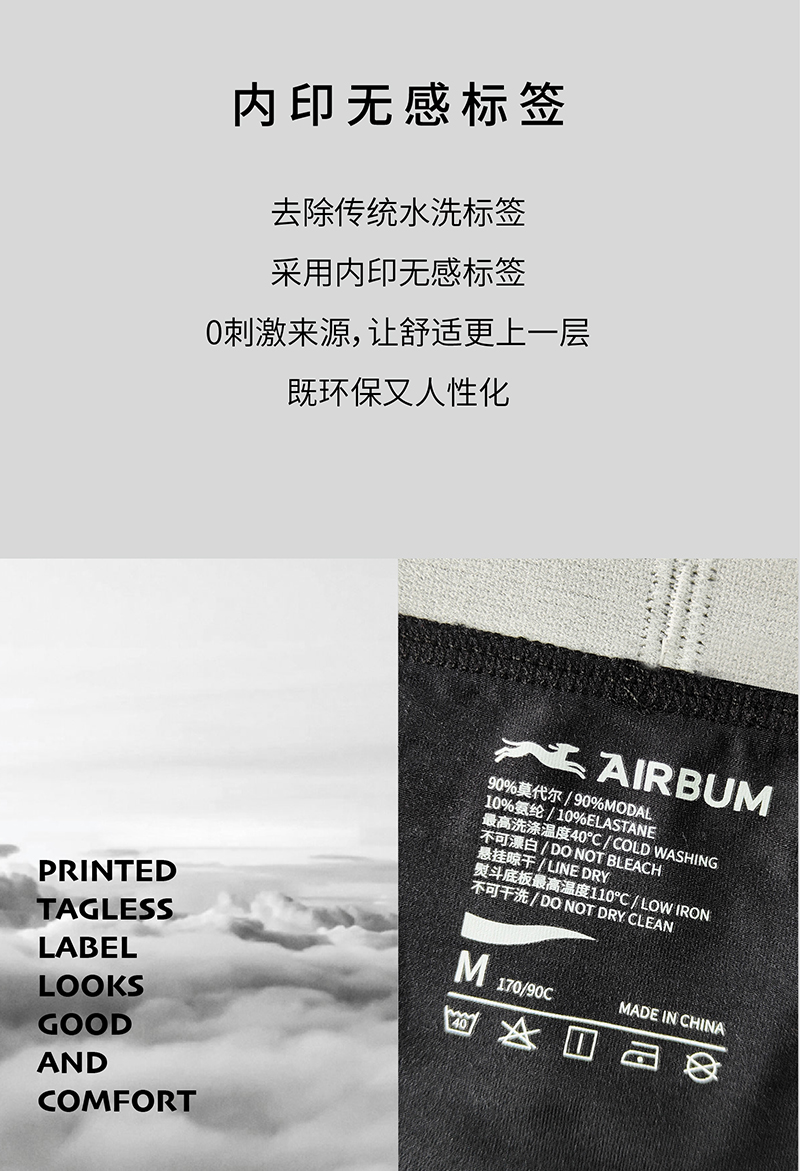 内印无感标签
去除传统水洗标签
采用内印无感标签
0刺激来源，让舒适更上一层
既环保又人性化
PRINTED
TAGLESS
LABEL
LOOKS
GOOD
AND
COMFORT
AIRBUM
90%莫代尔 / 90%MODAL
10%氨纶 / 10%ELASTANE
最高洗涤温度40°C / COLD WASHING
不可漂白 / DO NOT BLEACH
悬挂晾干 / LINE DRY
熨斗底板最高温度110°C / LOW IRON
不可干洗 / DO NOT DRY CLEAN
M 170/90C
MADE IN CHINA
40